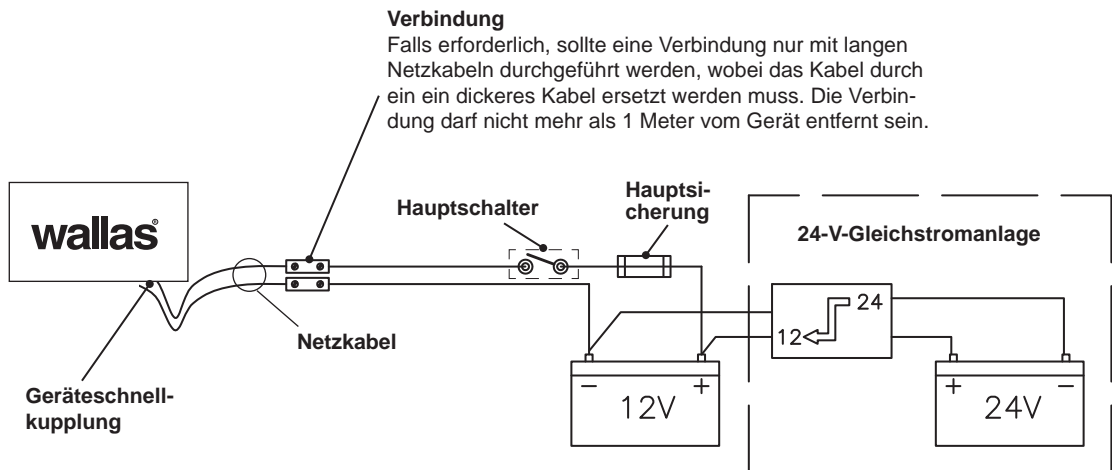 Verbindung
Falls erforderlich, sollte eine Verbindung nur mit langen
Netzkabeln durchgeführt werden, wobei das Kabel durch
ein ein dickeres Kabel ersetzt werden muss. Die Verbin-
dung darf nicht mehr als 1 Meter vom Gerät entfernt sein.
wallas®
Hauptschalter
Hauptsi-
cherung
24-V-Gleichstromanlage
Netzkabel
Geräteschnell-
kupplung
24
12
− +
12V
+ −
24V